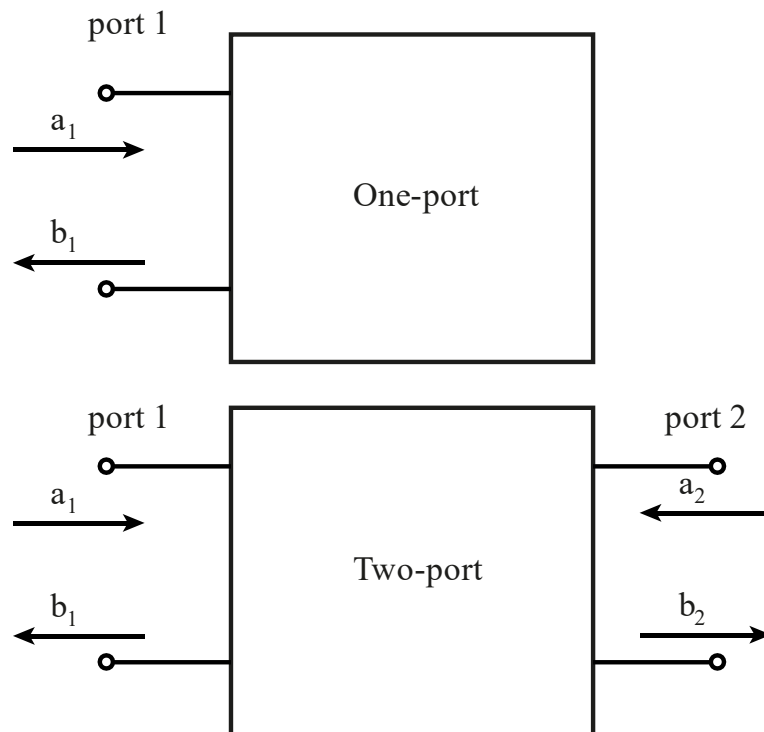 port 1
a₁
One-port
b₁
port 1 port 2
a₁ a₂
Two-port
b₁ b₂